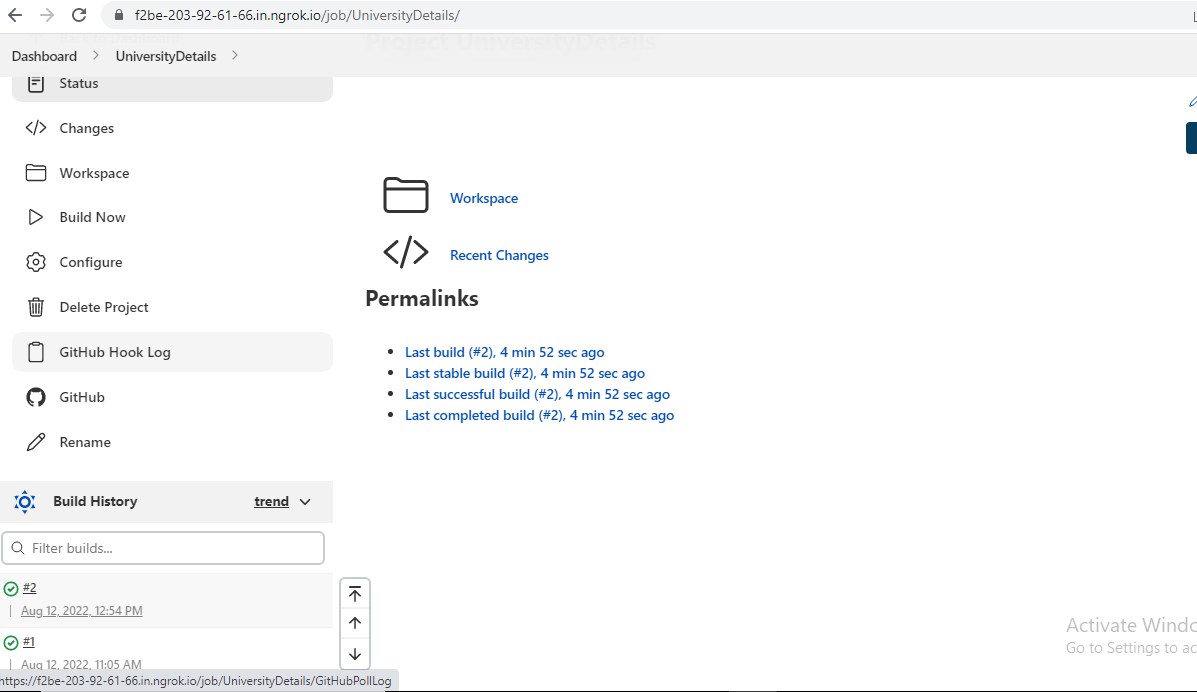 f2be-203-92-61-66.in.ngrok.io/job/UniversityDetails/
Project UniversityDetails
Dashboard
UniversityDetails
Status
Changes
Workspace
Build Now
Configure
Delete Project
GitHub Hook Log
GitHub
Rename
Workspace
Recent Changes
Permalinks
Last build (#2), 4 min 52 sec ago
Last stable build (#2), 4 min 52 sec ago
Last successful build (#2), 4 min 52 sec ago
Last completed build (#2), 4 min 52 sec ago
Build History
trend
Filter builds...
#2
Aug 12, 2022, 12:54 PM
#1
Aug 12, 2022, 11:05 AM
https://f2be-203-92-61-66.in.ngrok.io/job/UniversityDetails/GitHubPollLog
Activate Windo
Go to Settings to ac